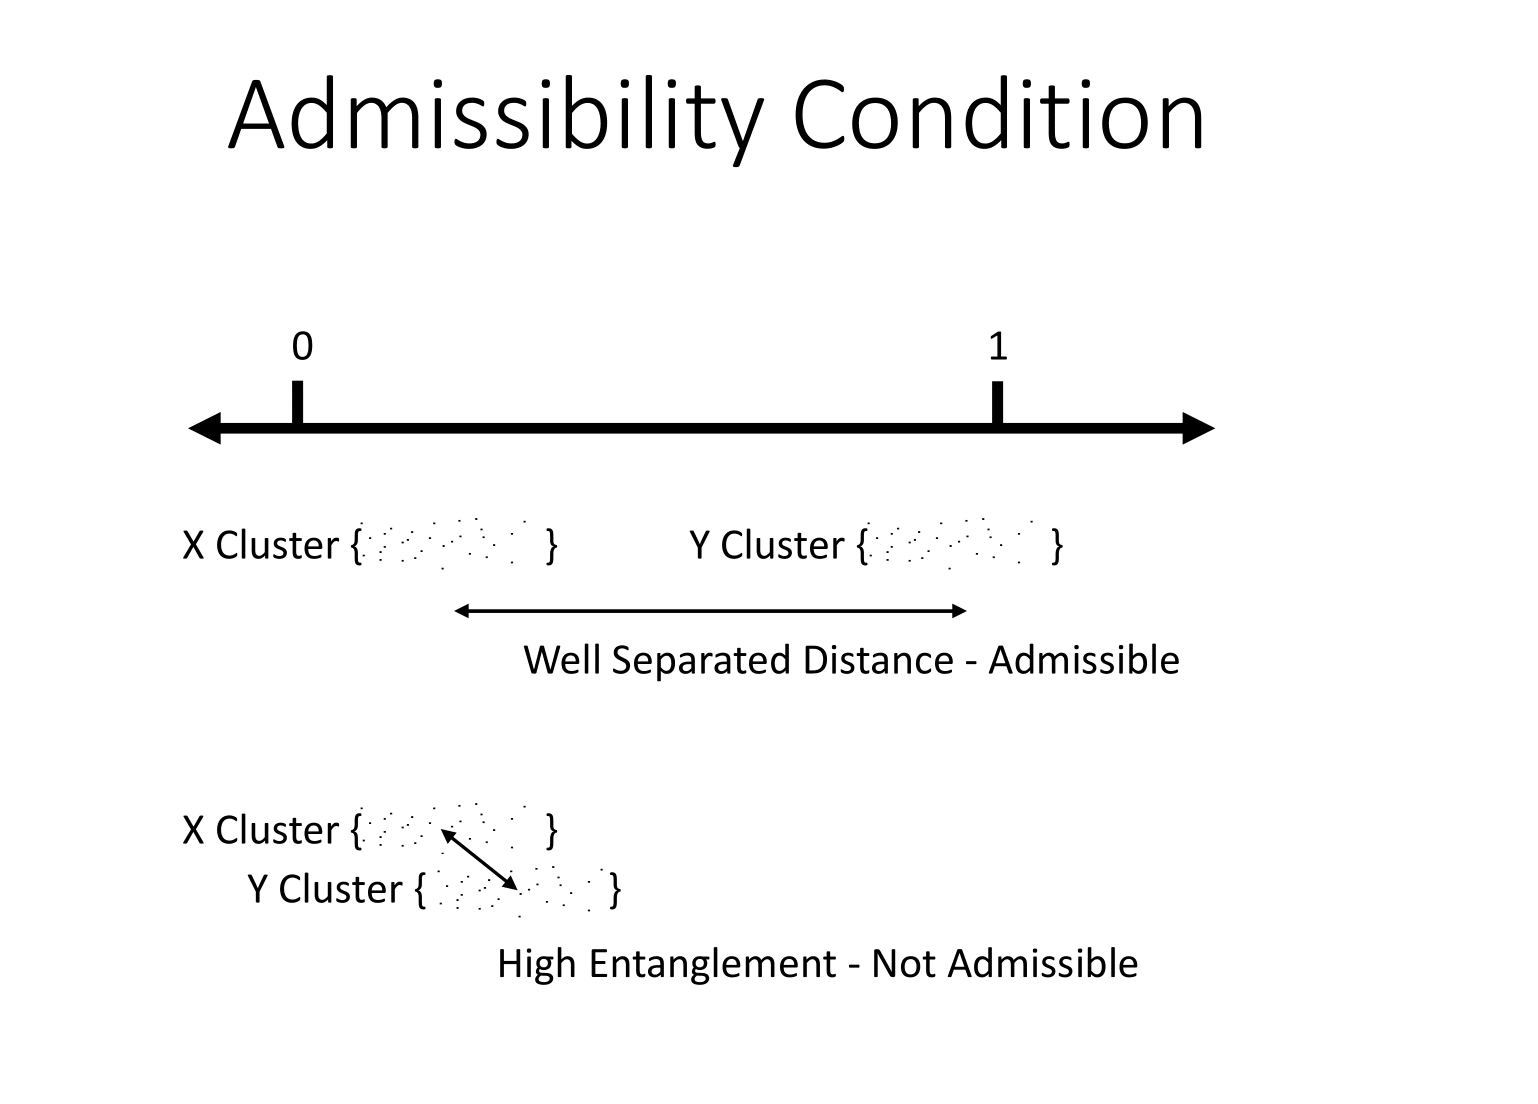 Admissibility Condition
0 1
X Cluster { } Y Cluster { }
Well Separated Distance - Admissible
X Cluster { }
Y Cluster { }
High Entanglement - Not Admissible